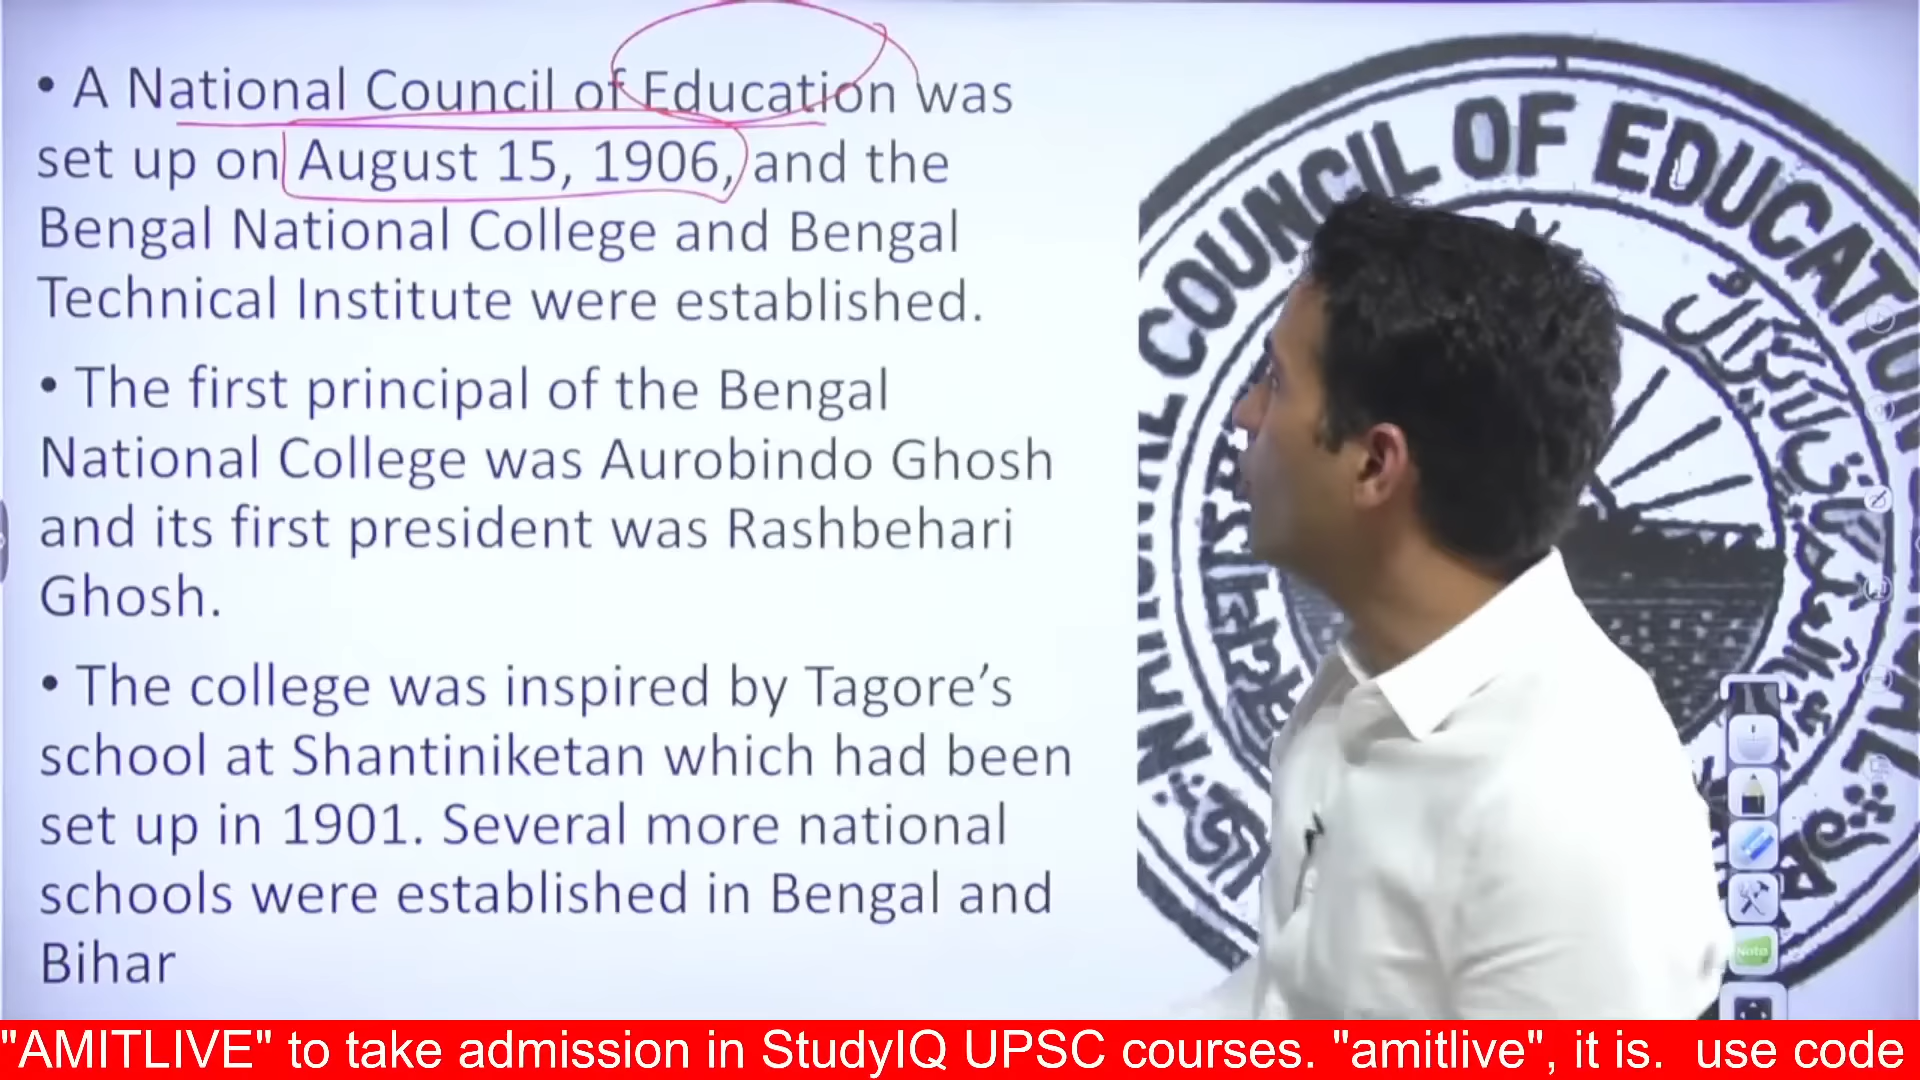 • A National Council of Education was
set up on August 15, 1906, and the
Bengal National College and Bengal
Technical Institute were established.
• The first principal of the Bengal
National College was Aurobindo Ghosh
and its first president was Rashbehari
Ghosh.
• The college was inspired by Tagore’s
school at Shantiniketan which had been
set up in 1901. Several more national
schools were established in Bengal and
Bihar
COUNCIL OF EDUCATION
Note
"AMITLIVE" to take admission in StudyIQ UPSC courses. "amitlive", it is. use code